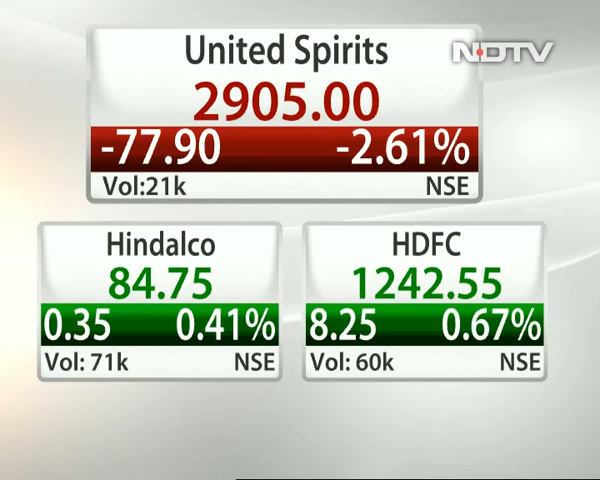 United Spirits
NDTV
2905.00
-77.90 -2.61%
Vol:21k NSE
Hindalco
84.75
0.35 0.41%
Vol: 71k NSE
HDFC
1242.55
8.25 0.67%
Vol: 60k NSE